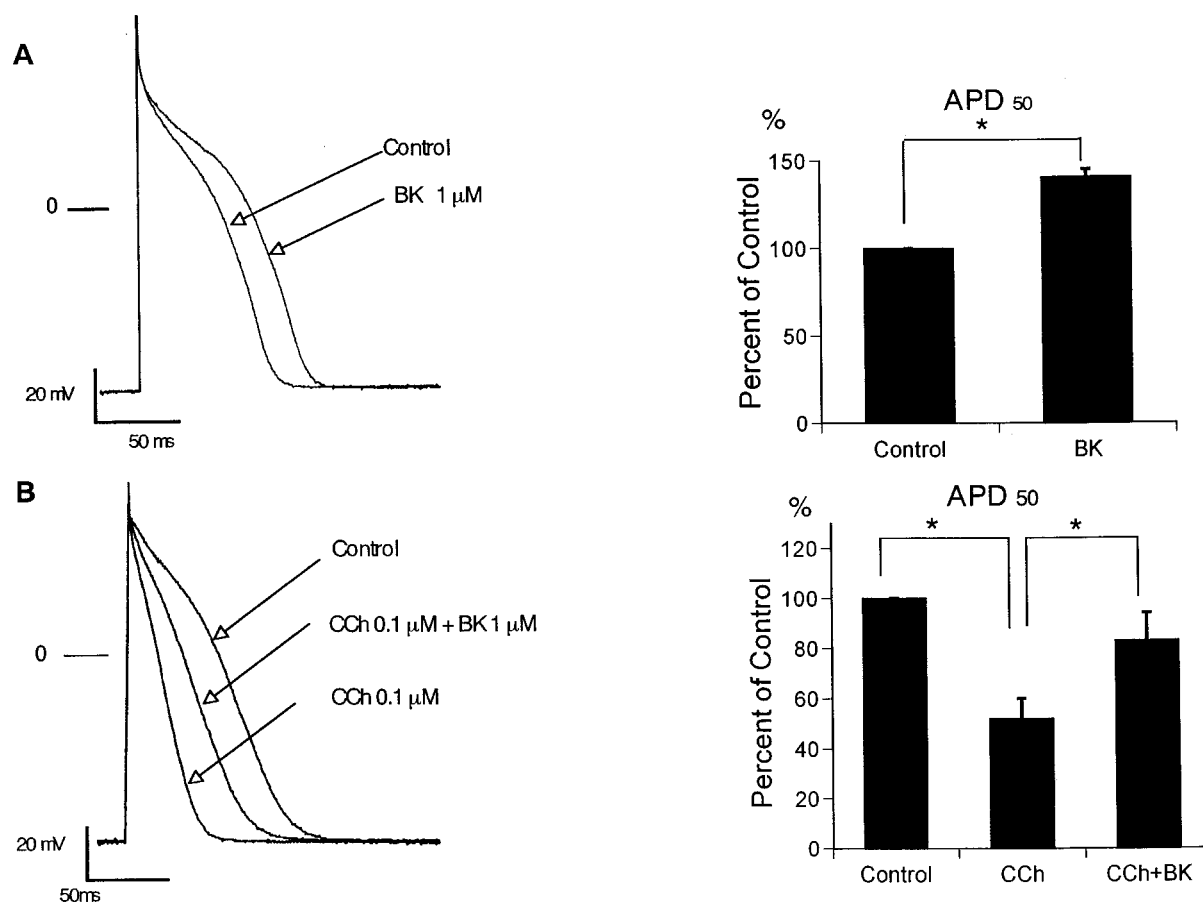 A
Control
BK 1 μM
0
20 mV
50 ms
APD 50
%
*
Percent of Control
150
100
50
0
Control BK
B
Control
CCh 0.1 μM + BK 1 μM
CCh 0.1 μM
0
20 mV
50ms
APD 50
%
* *
Percent of Control
120
100
80
60
40
20
0
Control CCh CCh+BK